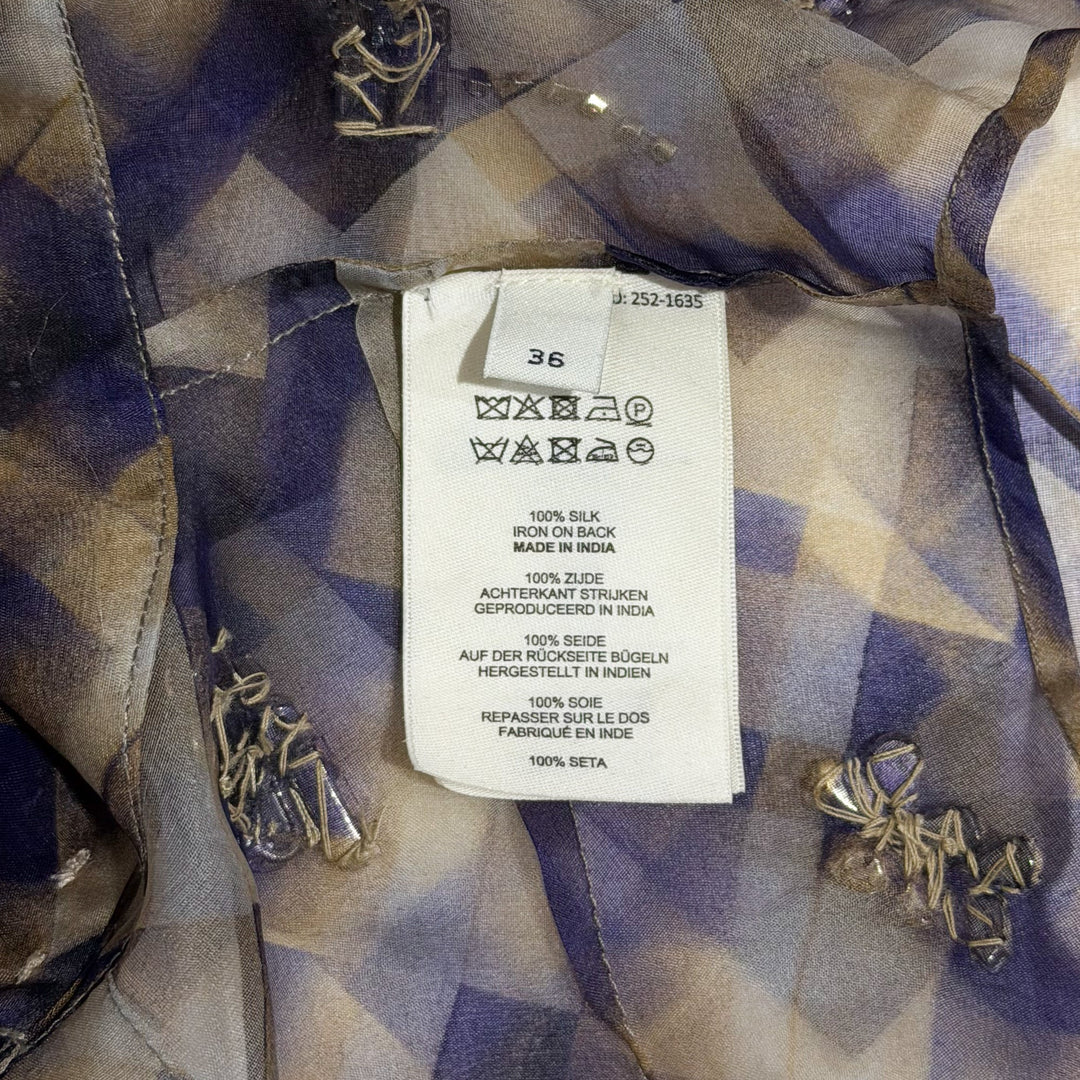 : 252-1635
36
P
100% SILK
IRON ON BACK
MADE IN INDIA
100% ZIJDE
ACHTERKANT STRIJKEN
GEPRODUCEERD IN INDIA
100% SEIDE
AUF DER RÜCKSEITE BÜGELN
HERGESTELLT IN INDIEN
100% SOIE
REPASSER SUR LE DOS
FABRIQUÉ EN INDE
100% SETA